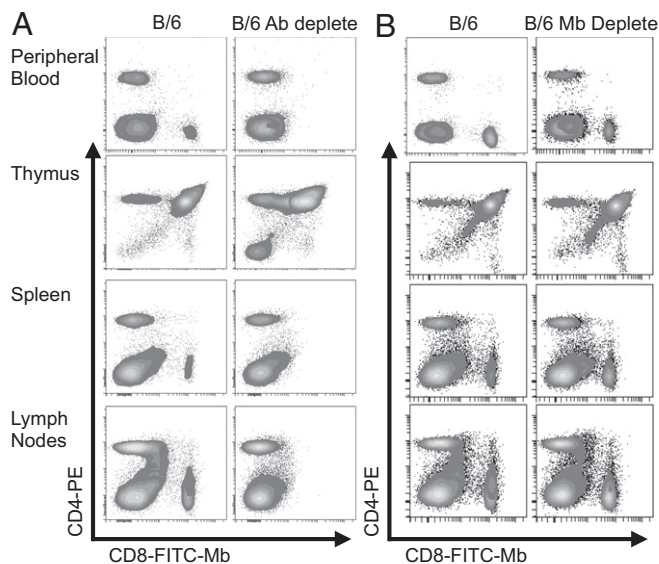 A
B/6
B/6 Ab deplete
B
B/6
B/6 Mb Deplete
Peripheral
Blood
Thymus
Spleen
Lymph
Nodes
CD4-PE
CD8-FITC-Mb
CD4-PE
CD8-FITC-Mb